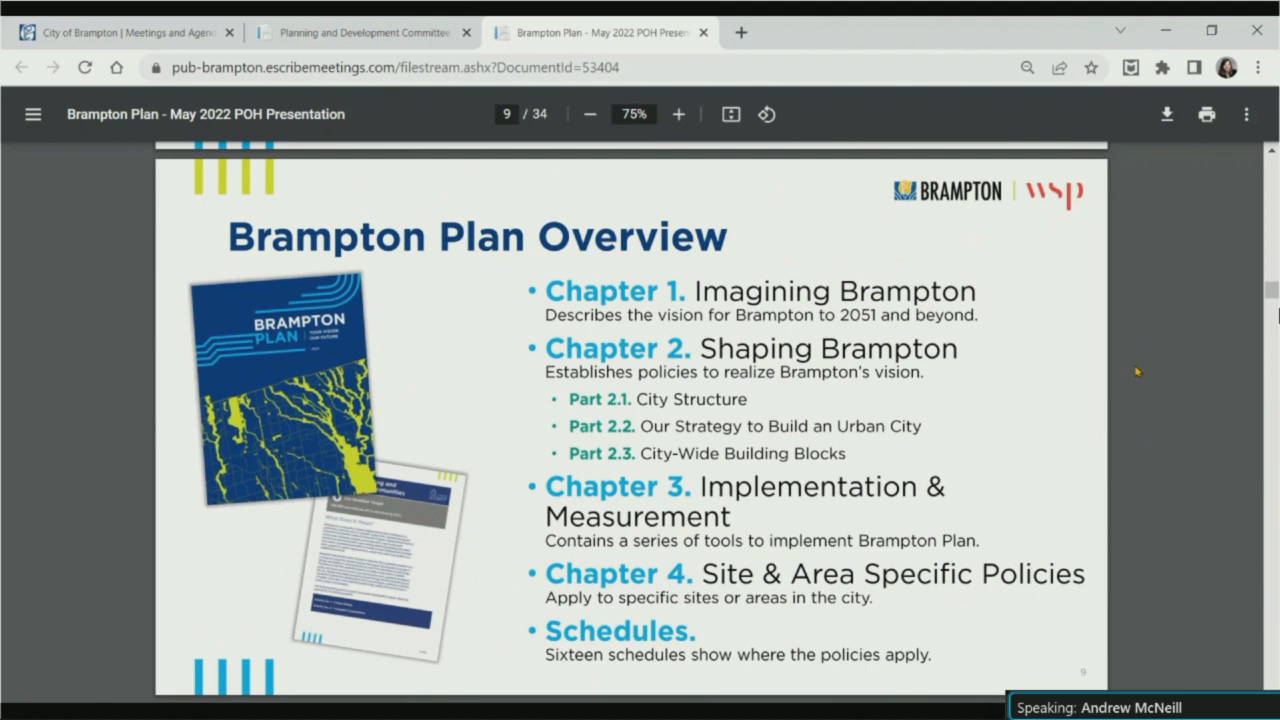 City of Brampton | Meetings and Agen
Planning and Development Committee
Brampton Plan - May 2022 POH Presen
pub-brampton.escribemeetings.com/filestream.ashx?DocumentId=53404
Brampton Plan - May 2022 POH Presentation
9 / 34
75%
BRAMPTON | wsp
Brampton Plan Overview
BRAMPTON
PLAN
YOUR VISION
OUR FUTURE
• Chapter 1. Imagining Brampton
Describes the vision for Brampton to 2051 and beyond.
• Chapter 2. Shaping Brampton
Establishes policies to realize Brampton's vision.
• Part 2.1. City Structure
• Part 2.2. Our Strategy to Build an Urban City
• Part 2.3. City-Wide Building Blocks
• Chapter 3. Implementation &
Measurement
Contains a series of tools to implement Brampton Plan.
• Chapter 4. Site & Area Specific Policies
Apply to specific sites or areas in the city.
• Schedules.
Sixteen schedules show where the policies apply.
9
Speaking: Andrew McNeill